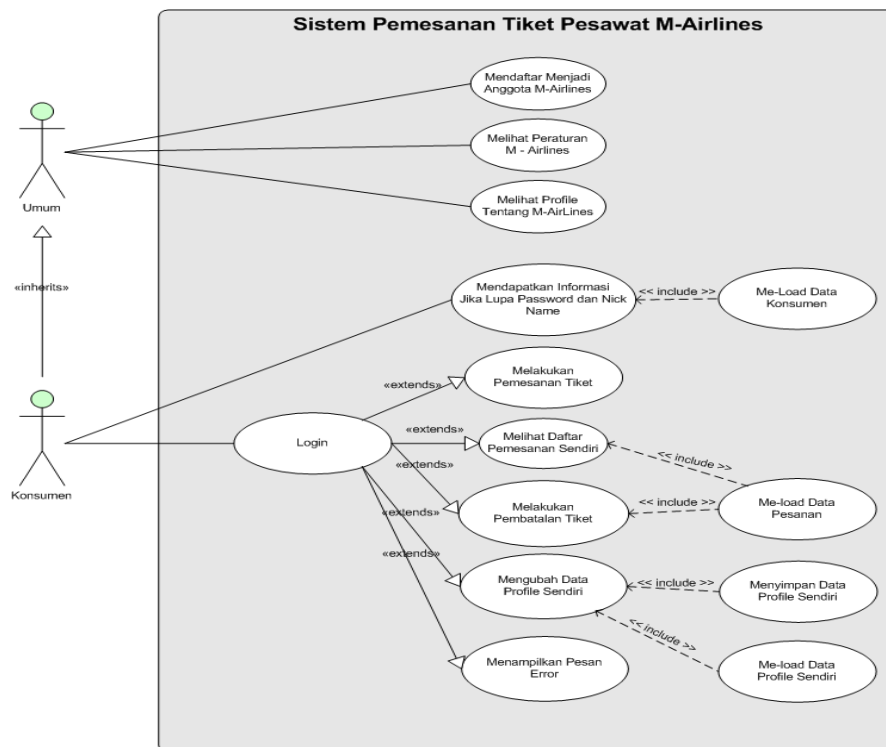 Sistem Pemesanan Tiket Pesawat M-Airlines
Mendaftar Menjadi
Anggota M-Airlines
Melihat Peraturan
M - Airlines
Melihat Profile
Tentang M-AirLines
Umum
«inherits»
Konsumen
Mendapatkan Informasi
Jika Lupa Password dan Nick
Name
<< include >>
Me-Load Data
Konsumen
Login
«extends»
Melakukan
Pemesanan Tiket
«extends»
Melihat Daftar
Pemesanan Sendiri
<< include >>
«extends»
Melakukan
Pembatalan Tiket
<< include >>
Me-load Data
Pesanan
«extends»
Mengubah Data
Profile Sendiri
<< include >>
Menyimpan Data
Profile Sendiri
«extends»
<< include >>
Menampilkan Pesan
Error
Me-load Data
Profile Sendiri